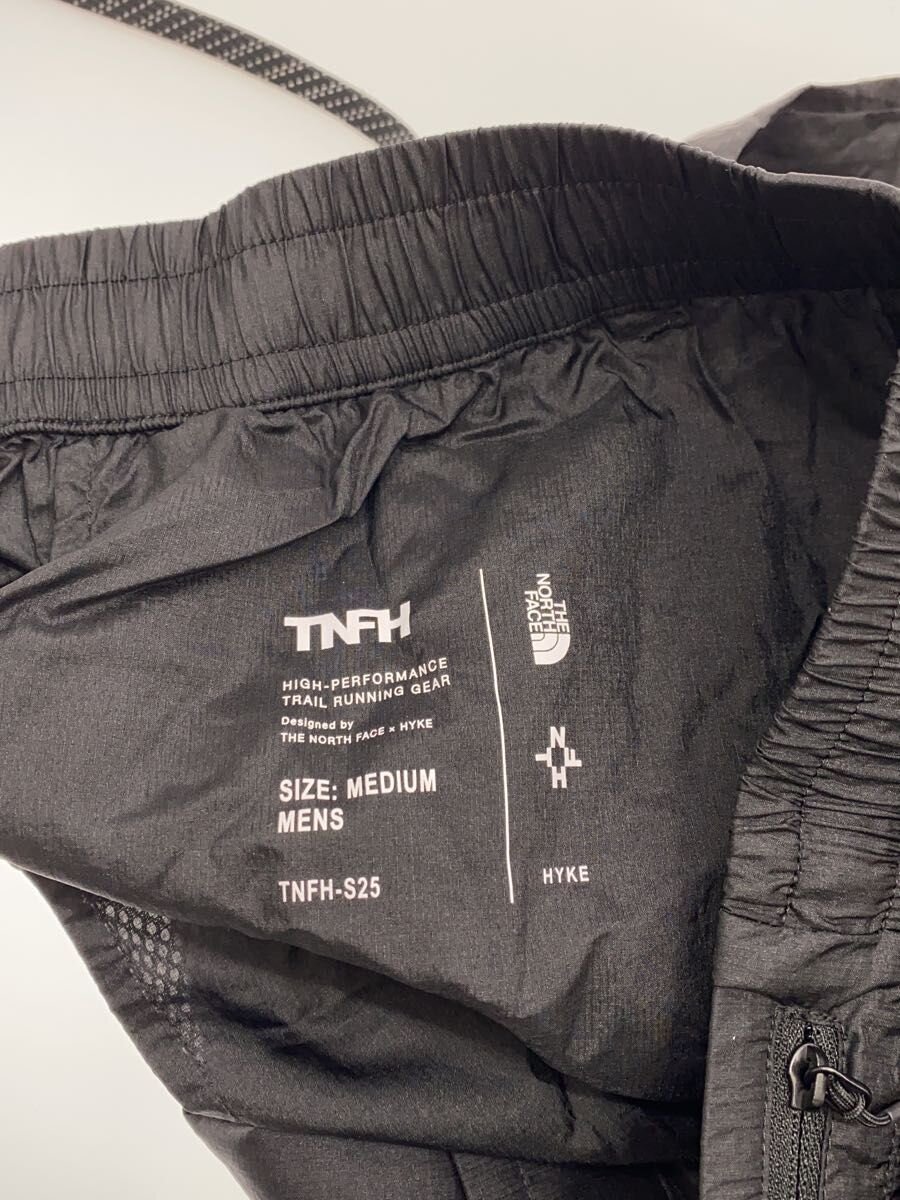 TNFH
HIGH-PERFORMANCE
TRAIL RUNNING GEAR
Designed by
THE NORTH FACE × HYKE
SIZE: MEDIUM
MENS
TNFH-S25
THE
NORTH
FACE
N
F
H
HYKE